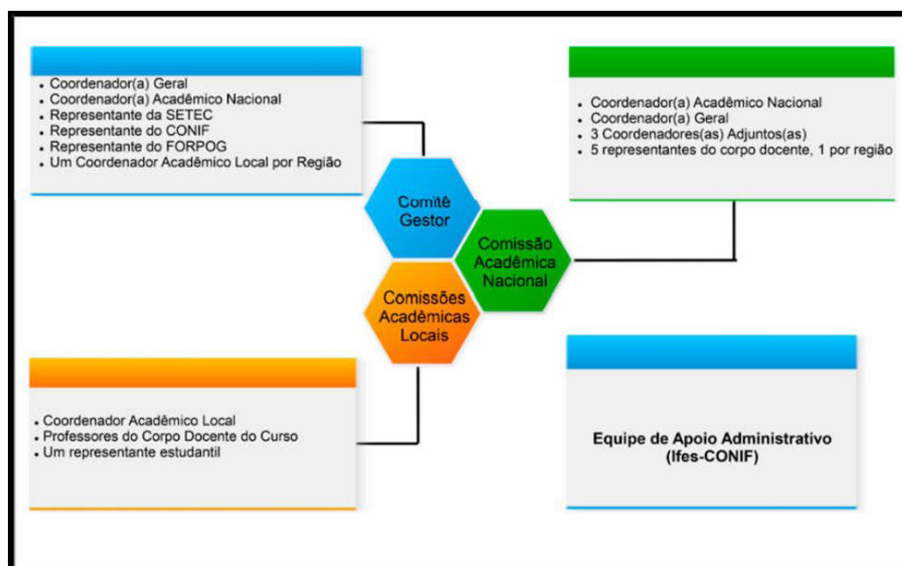 • Coordenador(a) Geral
• Coordenador(a) Acadêmico Nacional
• Representante da SETEC
• Representante do CONIF
• Representante do FORPOG
• Um Coordenador Acadêmico Local por Região
• Coordenador(a) Acadêmico Nacional
• Coordenador(a) Geral
• 3 Coordenadores(as) Adjuntos(as)
• 5 representantes do corpo docente, 1 por região
Comitê
Gestor
Comissão
Acadêmica
Nacional
Comissões
Acadêmicas
Locais
• Coordenador Acadêmico Local
• Professores do Corpo Docente do Curso
• Um representante estudantil
Equipe de Apoio Administrativo
(Ifes-CONIF)